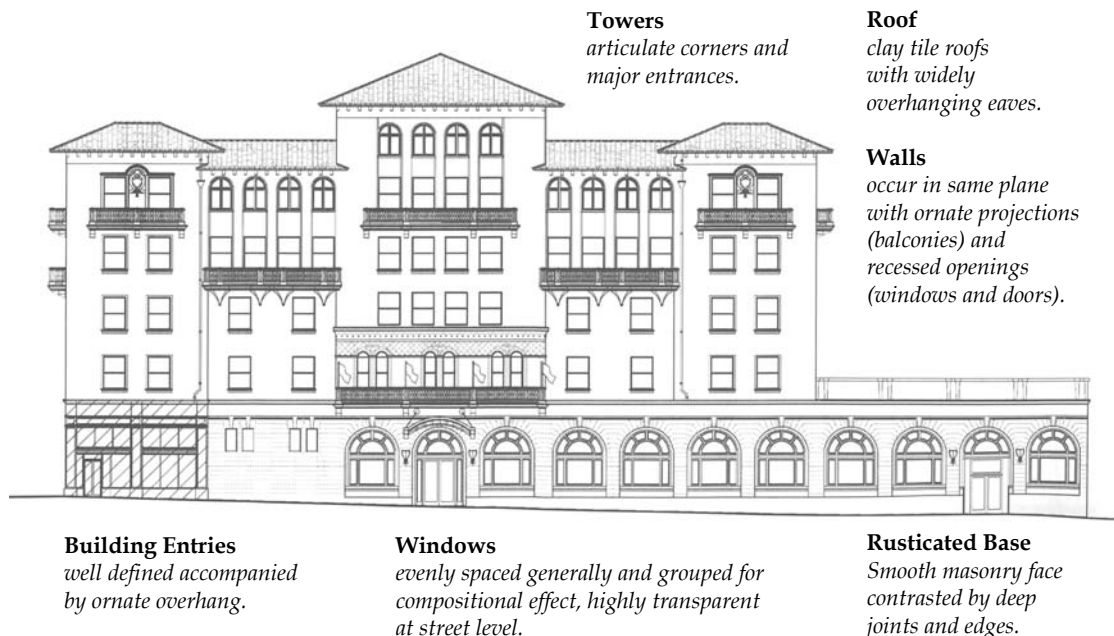 Towers
articulate corners and
major entrances.
Roof
clay tile roofs
with widely
overhanging eaves.
Walls
occur in same plane
with ornate projections
(balconies) and
recessed openings
(windows and doors).
Building Entries
well defined accompanied
by ornate overhang.
Windows
evenly spaced generally and grouped for
compositional effect, highly transparent
at street level.
Rusticated Base
Smooth masonry face
contrasted by deep
joints and edges.